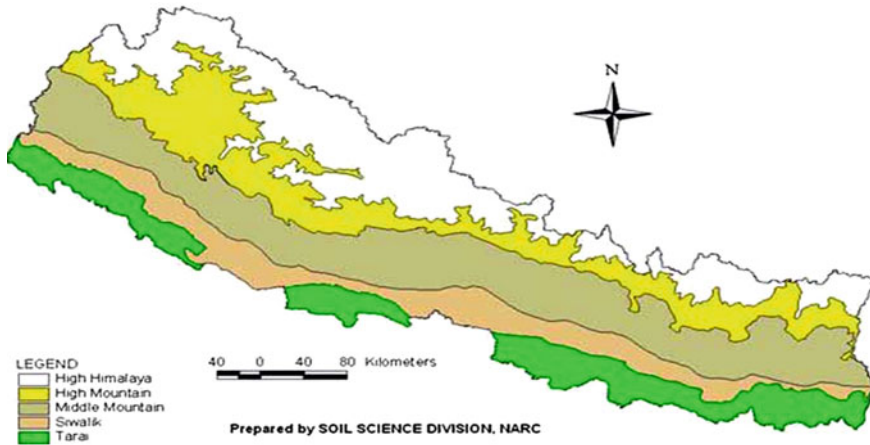 N
LEGEND
High Himalaya
High Mountain
Middle Mountain
Siwalik
Tarai
40 0 40 80 Kilometers
Prepared by SOIL SCIENCE DIVISION, NARC